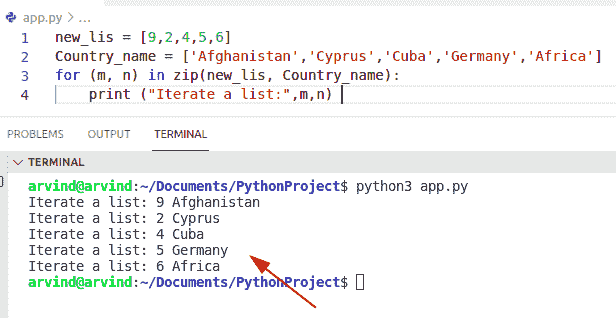 app.py > ...
1 new_lis = [9,2,4,5,6]
2 Country_name = ['Afghanistan','Cyprus','Cuba','Germany','Africa']
3 for (m, n) in zip(new_lis, Country_name):
4 print ("Iterate a list:",m,n)
PROBLEMS OUTPUT TERMINAL
TERMINAL
arvind@arvind:~/Documents/PythonProject$ python3 app.py
Iterate a list: 9 Afghanistan
Iterate a list: 2 Cyprus
Iterate a list: 4 Cuba
Iterate a list: 5 Germany
Iterate a list: 6 Africa
arvind@arvind:~/Documents/PythonProject$